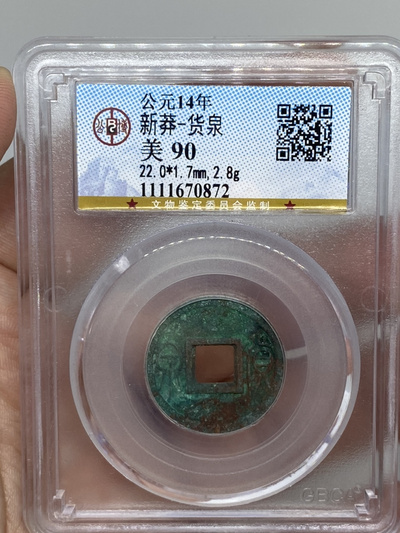 公元14年
新莽-货泉
美 90
22.0*1.7mm,2.8g
1111670872
文物鉴定委员会监制